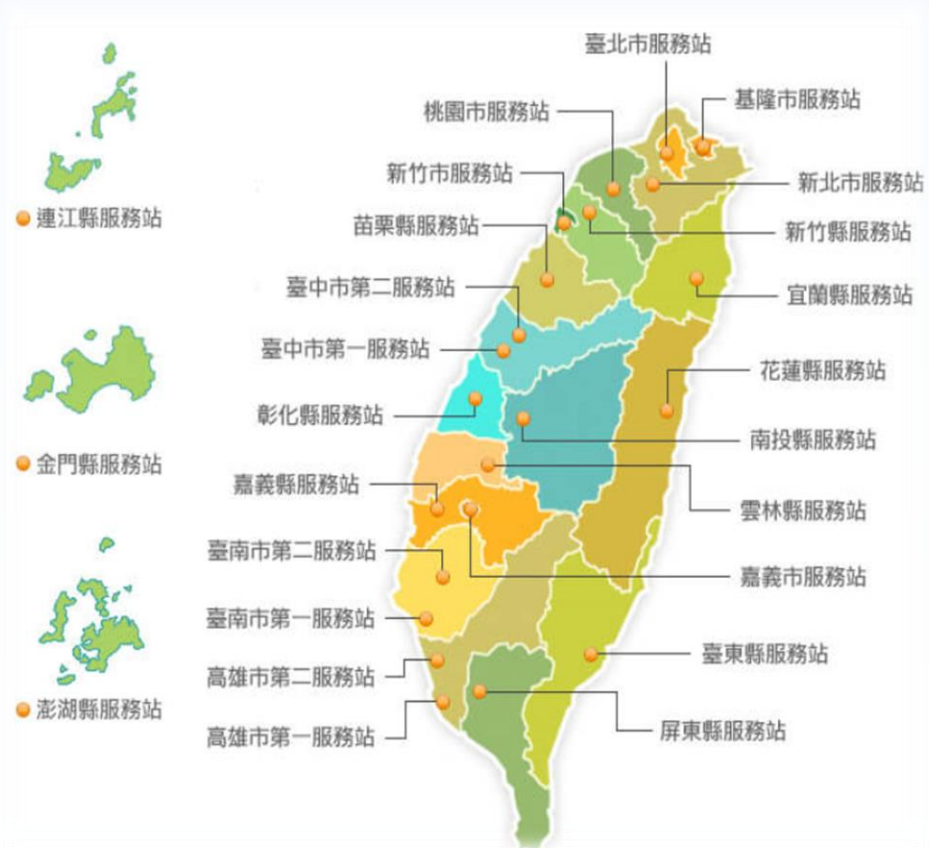 臺北市服務站
基隆市服務站
桃園市服務站
新竹市服務站
新北市服務站
連江縣服務站
苗栗縣服務站
新竹縣服務站
臺中市第二服務站
宜蘭縣服務站
臺中市第一服務站
花蓮縣服務站
彰化縣服務站
南投縣服務站
金門縣服務站
嘉義縣服務站
雲林縣服務站
臺南市第二服務站
嘉義市服務站
臺南市第一服務站
臺東縣服務站
高雄市第二服務站
澎湖縣服務站
屏東縣服務站
高雄市第一服務站